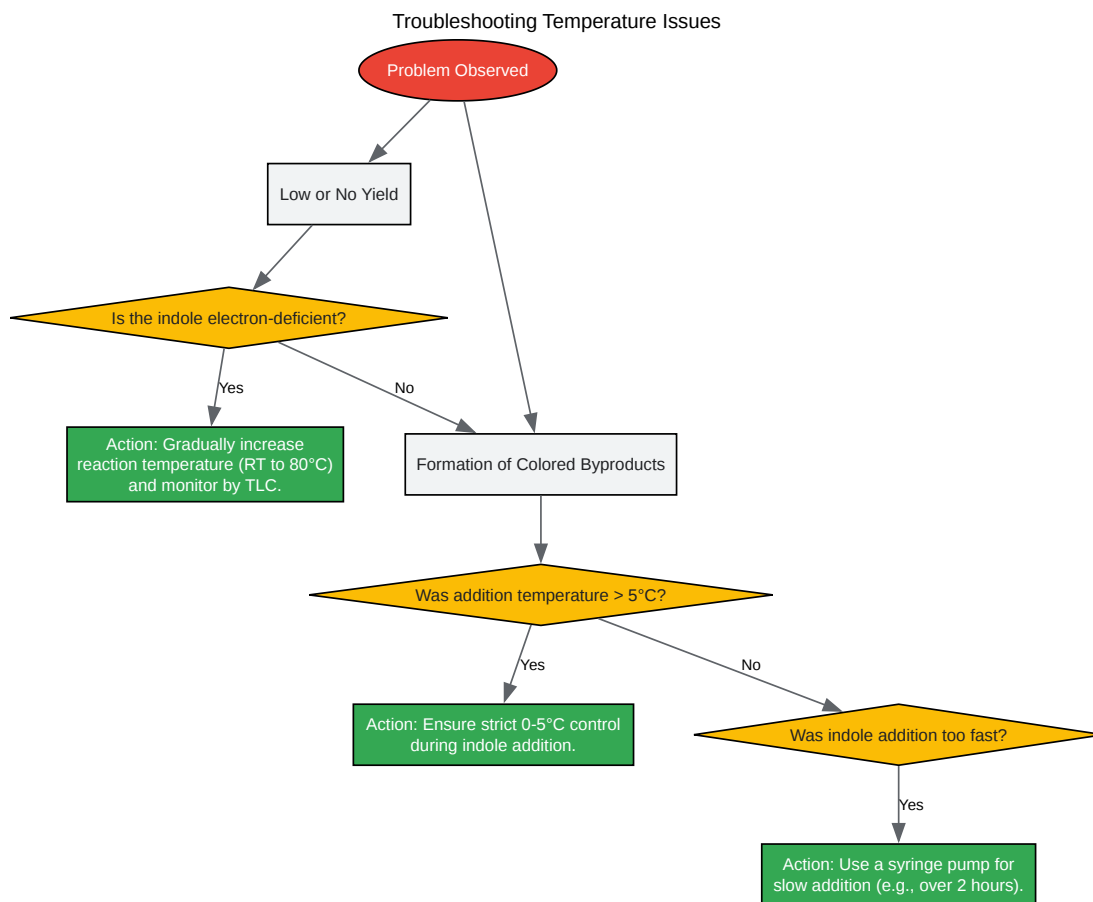 Troubleshooting Temperature Issues
Problem Observed
Low or No Yield
Is the indole electron-deficient?
Yes
No
Action: Gradually increase
reaction temperature (RT to 80°C)
and monitor by TLC.
Formation of Colored Byproducts
Was addition temperature > 5°C?
Yes
No
Action: Ensure strict 0-5°C control
during indole addition.
Was indole addition too fast?
Yes
Action: Use a syringe pump for
slow addition (e.g., over 2 hours).